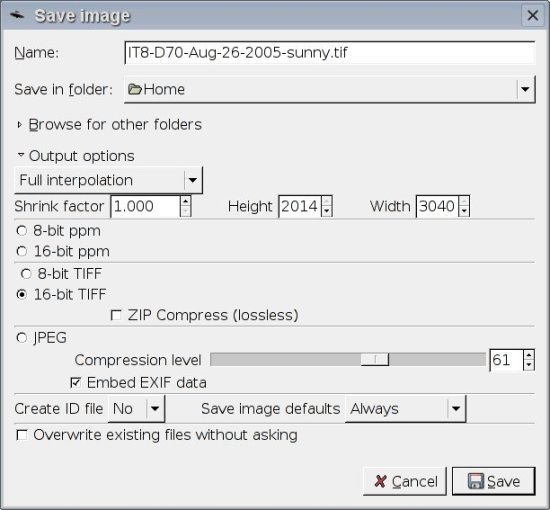 Save image
Name: IT8-D70-Aug-26-2005-sunny.tif
Save in folder: Home
Browse for other folders
Output options
Full interpolation
Shrink factor 1.000 Height 2014 Width 3040
8-bit ppm
16-bit ppm
8-bit TIFF
16-bit TIFF
ZIP Compress (lossless)
JPEG
Compression level 61
Embed EXIF data
Create ID file No Save image defaults Always
Overwrite existing files without asking
Cancel Save